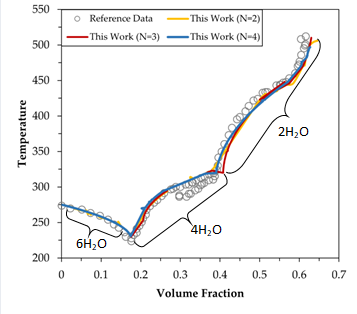 550
500
450
400
350
300
250
200
Temperature
Reference Data
This Work (N=2)
This Work (N=3)
This Work (N=4)
2H₂O
4H₂O
6H₂O
0 0.1 0.2 0.3 0.4 0.5 0.6 0.7
Volume Fraction